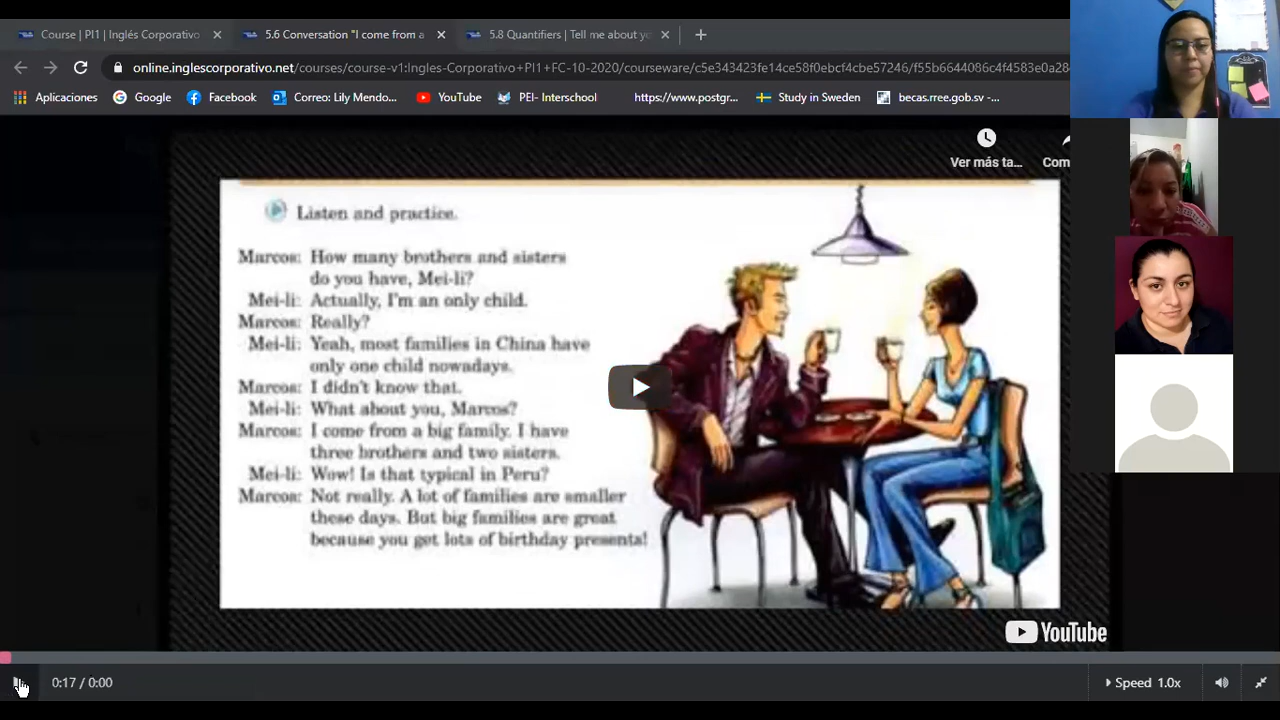 Course | PI1 | Inglés Corporativo
5.6 Conversation "I come from a
5.8 Quantifiers | Tell me about yo
online.inglescorporativo.net/courses/course-v1:Ingles-Corporativo+PI1+FC-10-2020/courseware/c5e343423fe14ce58f0ebcf4cbe57246/f55b6644086c4f4583e0a284
Aplicaciones
Google
Facebook
Correo: Lily Mendo...
YouTube
PEI- Interschool
https://www.postgr...
Study in Sweden
becas.rree.gob.sv -...
Ver más ta...
Com
Listen and practice.
Marcos: How many brothers and sisters
do you have, Mei-li?
Mei-li: Actually, I'm an only child.
Marcos: Really?
Mei-li: Yeah, most families in China have
only one child nowadays.
Marcos: I didn't know that.
Mei-li: What about you, Marcos?
Marcos: I come from a big family. I have
three brothers and two sisters.
Mei-li: Wow! Is that typical in Peru?
Marcos: Not really. A lot of families are smaller
these days. But big families are great
because you get lots of birthday presents!
YouTube
0:17 / 0:00
Speed 1.0x